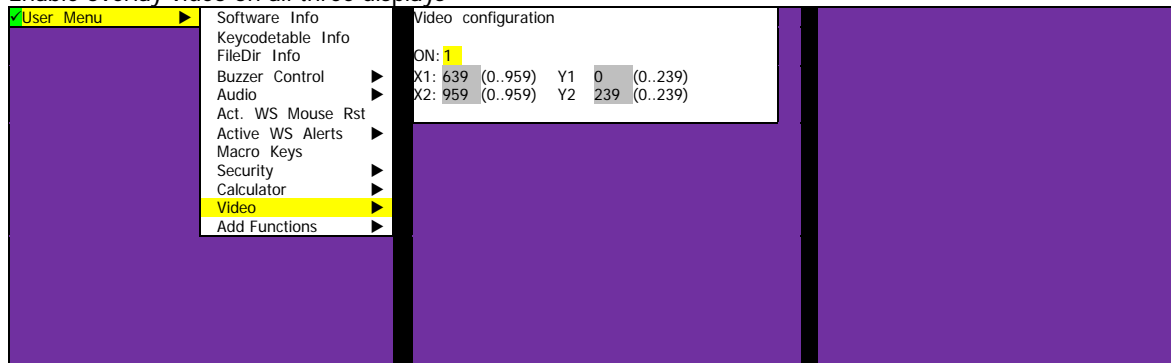 Enable overlay video on all three displays
✓User Menu ▶
Software Info
Keycodetable Info
FileDir Info
Buzzer Control ▶
Audio ▶
Act. WS Mouse Rst
Active WS Alerts ▶
Macro Keys
Security ▶
Calculator ▶
Video ▶
Add Functions ▶
Video configuration
ON: 1
X1: 639 (0..959) Y1 0 (0..239)
X2: 959 (0..959) Y2 239 (0..239)